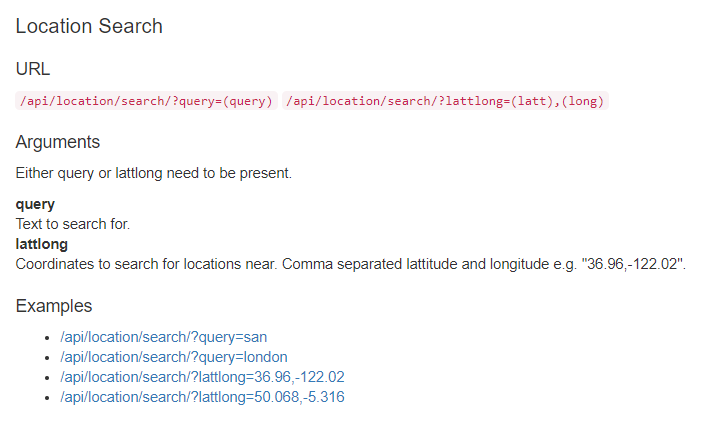 Location Search
URL
/api/location/search/?query=(query) /api/location/search/?lattlong=(latt),(long)
Arguments
Either query or lattlong need to be present.
query
Text to search for.
lattlong
Coordinates to search for locations near. Comma separated lattitude and longitude e.g. "36.96,-122.02".
Examples
• /api/location/search/?query=san
• /api/location/search/?query=london
• /api/location/search/?lattlong=36.96,-122.02
• /api/location/search/?lattlong=50.068,-5.316